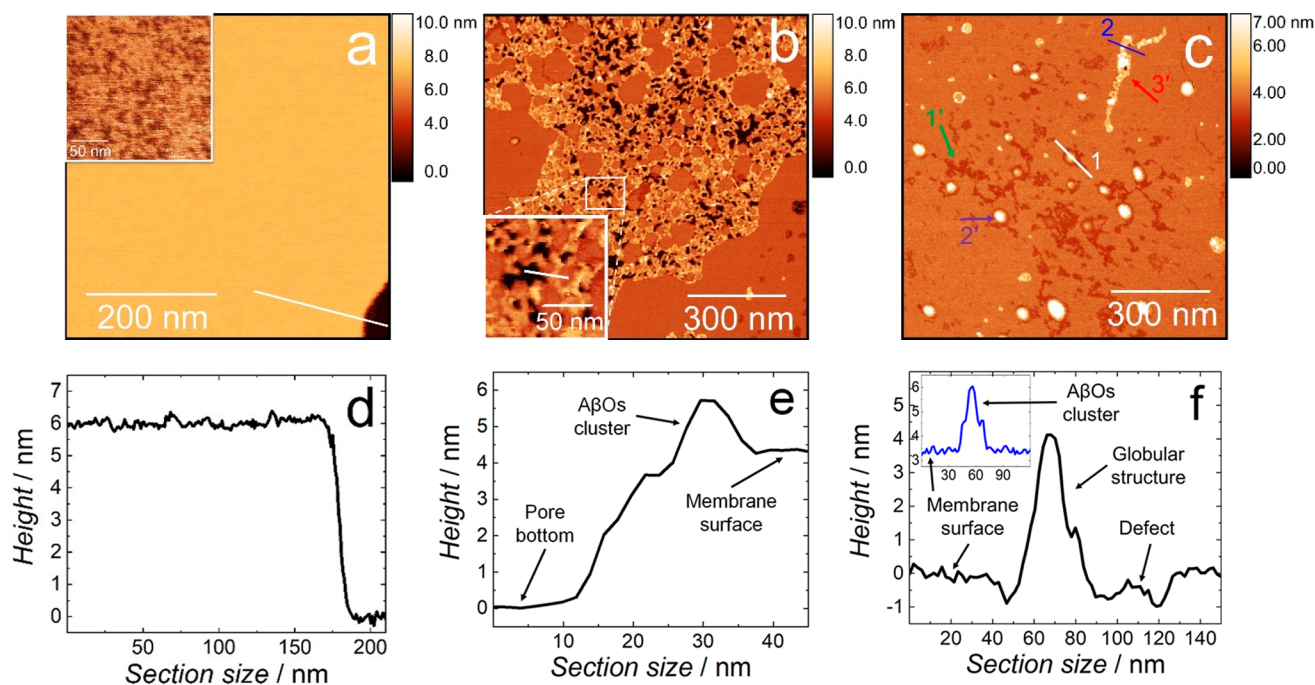 a
50 nm
200 nm
10.0 nm
8.0
6.0
4.0
0.0
b
50 nm
300 nm
10.0 nm
6.0
4.0
0.0
c
2
3'
1'
1
2'
300 nm
7.00 nm
6.00
4.00
2.00
0.00
d
Height / nm
7
6
5
4
3
2
1
0
50
100
150
200
Section size / nm
e
AβOs
cluster
Pore
bottom
Membrane
surface
Height / nm
6
5
4
3
2
1
0
10
20
30
40
Section size / nm
f
AβOs
cluster
Globular
structure
Membrane
surface
Defect
6
5
4
3
30
60
90
Height / nm
5
4
3
2
1
0
-1
20
40
60
80
100
120
140
Section size / nm